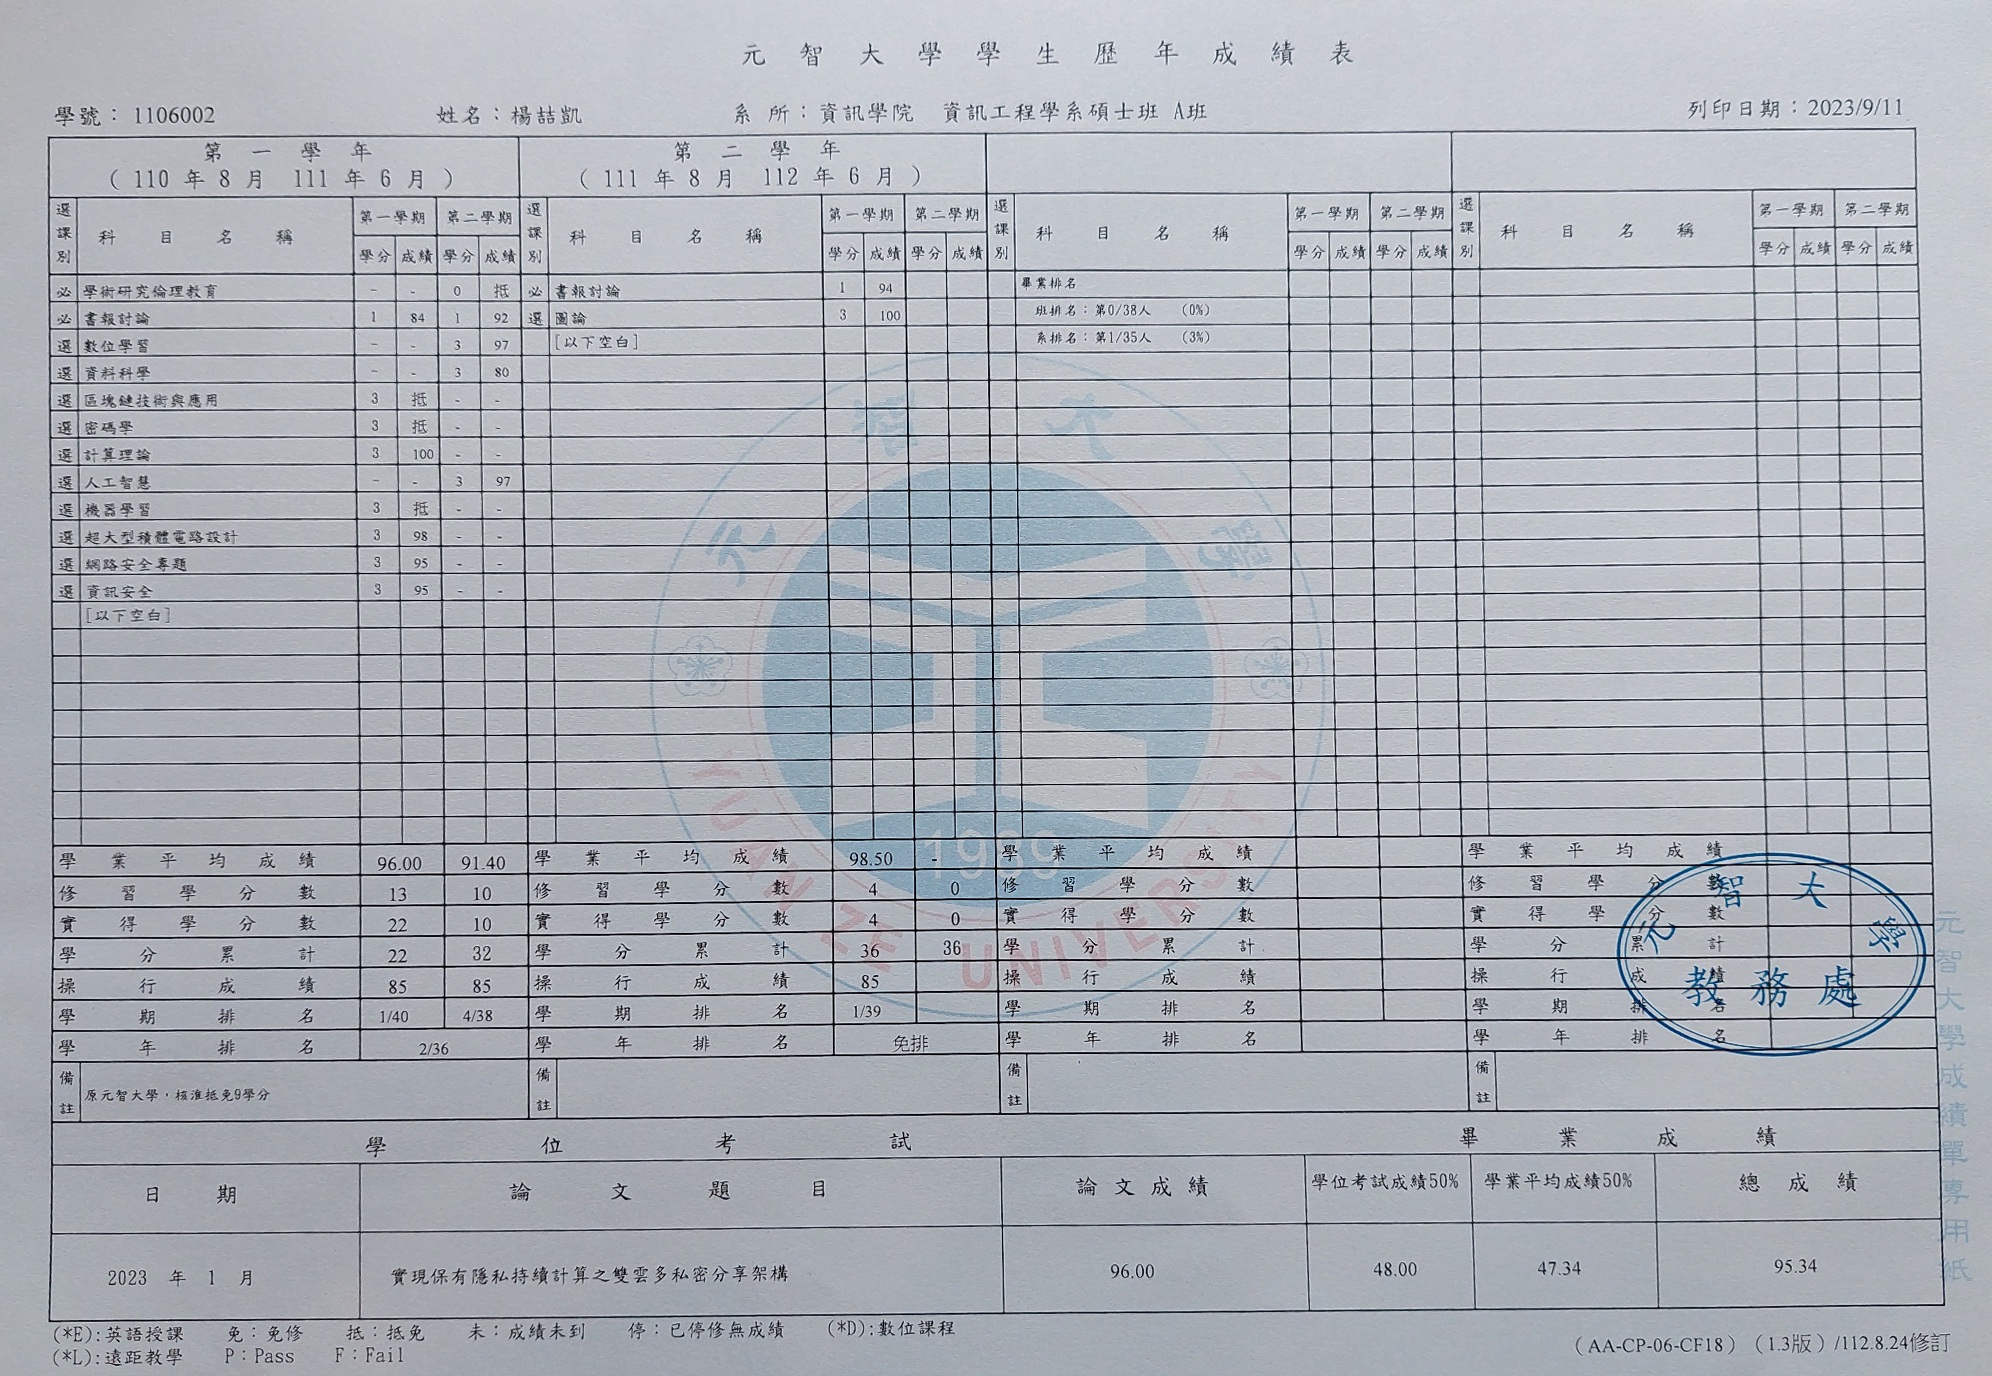 元智大學學生歷年成績表
學號：1106002 姓名：楊喆凱 系所：資訊學院 資訊工程學系碩士班 A班 列印日期：2023/9/11
第一學年 第二學年
(110年8月 111年6月) (111年8月 112年6月)
選課別 科目名稱 第一學期 第二學期 選課別 科目名稱 第一學期 第二學期 選課別 科目名稱 第一學期 第二學期 選課別 科目名稱 第一學期 第二學期
學分 成績 學分 成績 學分 成績 學分 成績 學分 成績 學分 成績 學分 成績 學分 成績
必 學術研究倫理教育 - - 0 抵 必 書報討論 1 94 畢業排名
必 書報討論 1 84 1 92 選 圖論 3 100 班排名：第0/38人 (0%)
選 數位學習 - - 3 97 [以下空白] 系排名：第1/35人 (3%)
選 資料科學 - - 3 80
選 區塊鏈技術與應用 3 抵 - -
選 密碼學 3 抵 - -
選 計算理論 3 100 - -
選 人工智慧 - - 3 97
選 機器學習 3 抵 - -
選 超大型積體電路設計 3 98 - -
選 網路安全專題 3 95 - -
選 資訊安全 3 95 - -
[以下空白]
學業平均成績 96.00 91.40 學業平均成績 98.50 - 學業平均成績 學業平均成績
修習學分數 13 10 修習學分數 4 0 修習學分數 修習學分數
實得學分數 22 10 實得學分數 4 0 實得學分數 實得學分數
學分累計 22 32 學分累計 36 36 學分累計 學分累計
操行成績 85 85 操行成績 85 操行成績 操行成績
學期排名 1/40 4/38 學期排名 1/39 學期排名 學期排名
學年排名 2/36 學年排名 免排 學年排名 學年排名
備註 原元智大學，核准抵免9學分 備註 備註 備註
學位考試 畢業成績
日期 論文題目 論文成績 學位考試成績50% 學業平均成績50% 總成績
2023 年 1 月 實現保有隱私持續計算之雙雲多私密分享架構 96.00 48.00 47.34 95.34
(*E):英語授課 免：免修 抵：抵免 未：成績未到 停：已停修無成績 (*D):數位課程
(*L):遠距教學 P：Pass F：Fail
(AA-CP-06-CF18) (1.3版)/112.8.24修訂
元智大學
YUAN ZE UNIVERSITY
1989
元智大學
教務處
元智大學成績單專用紙